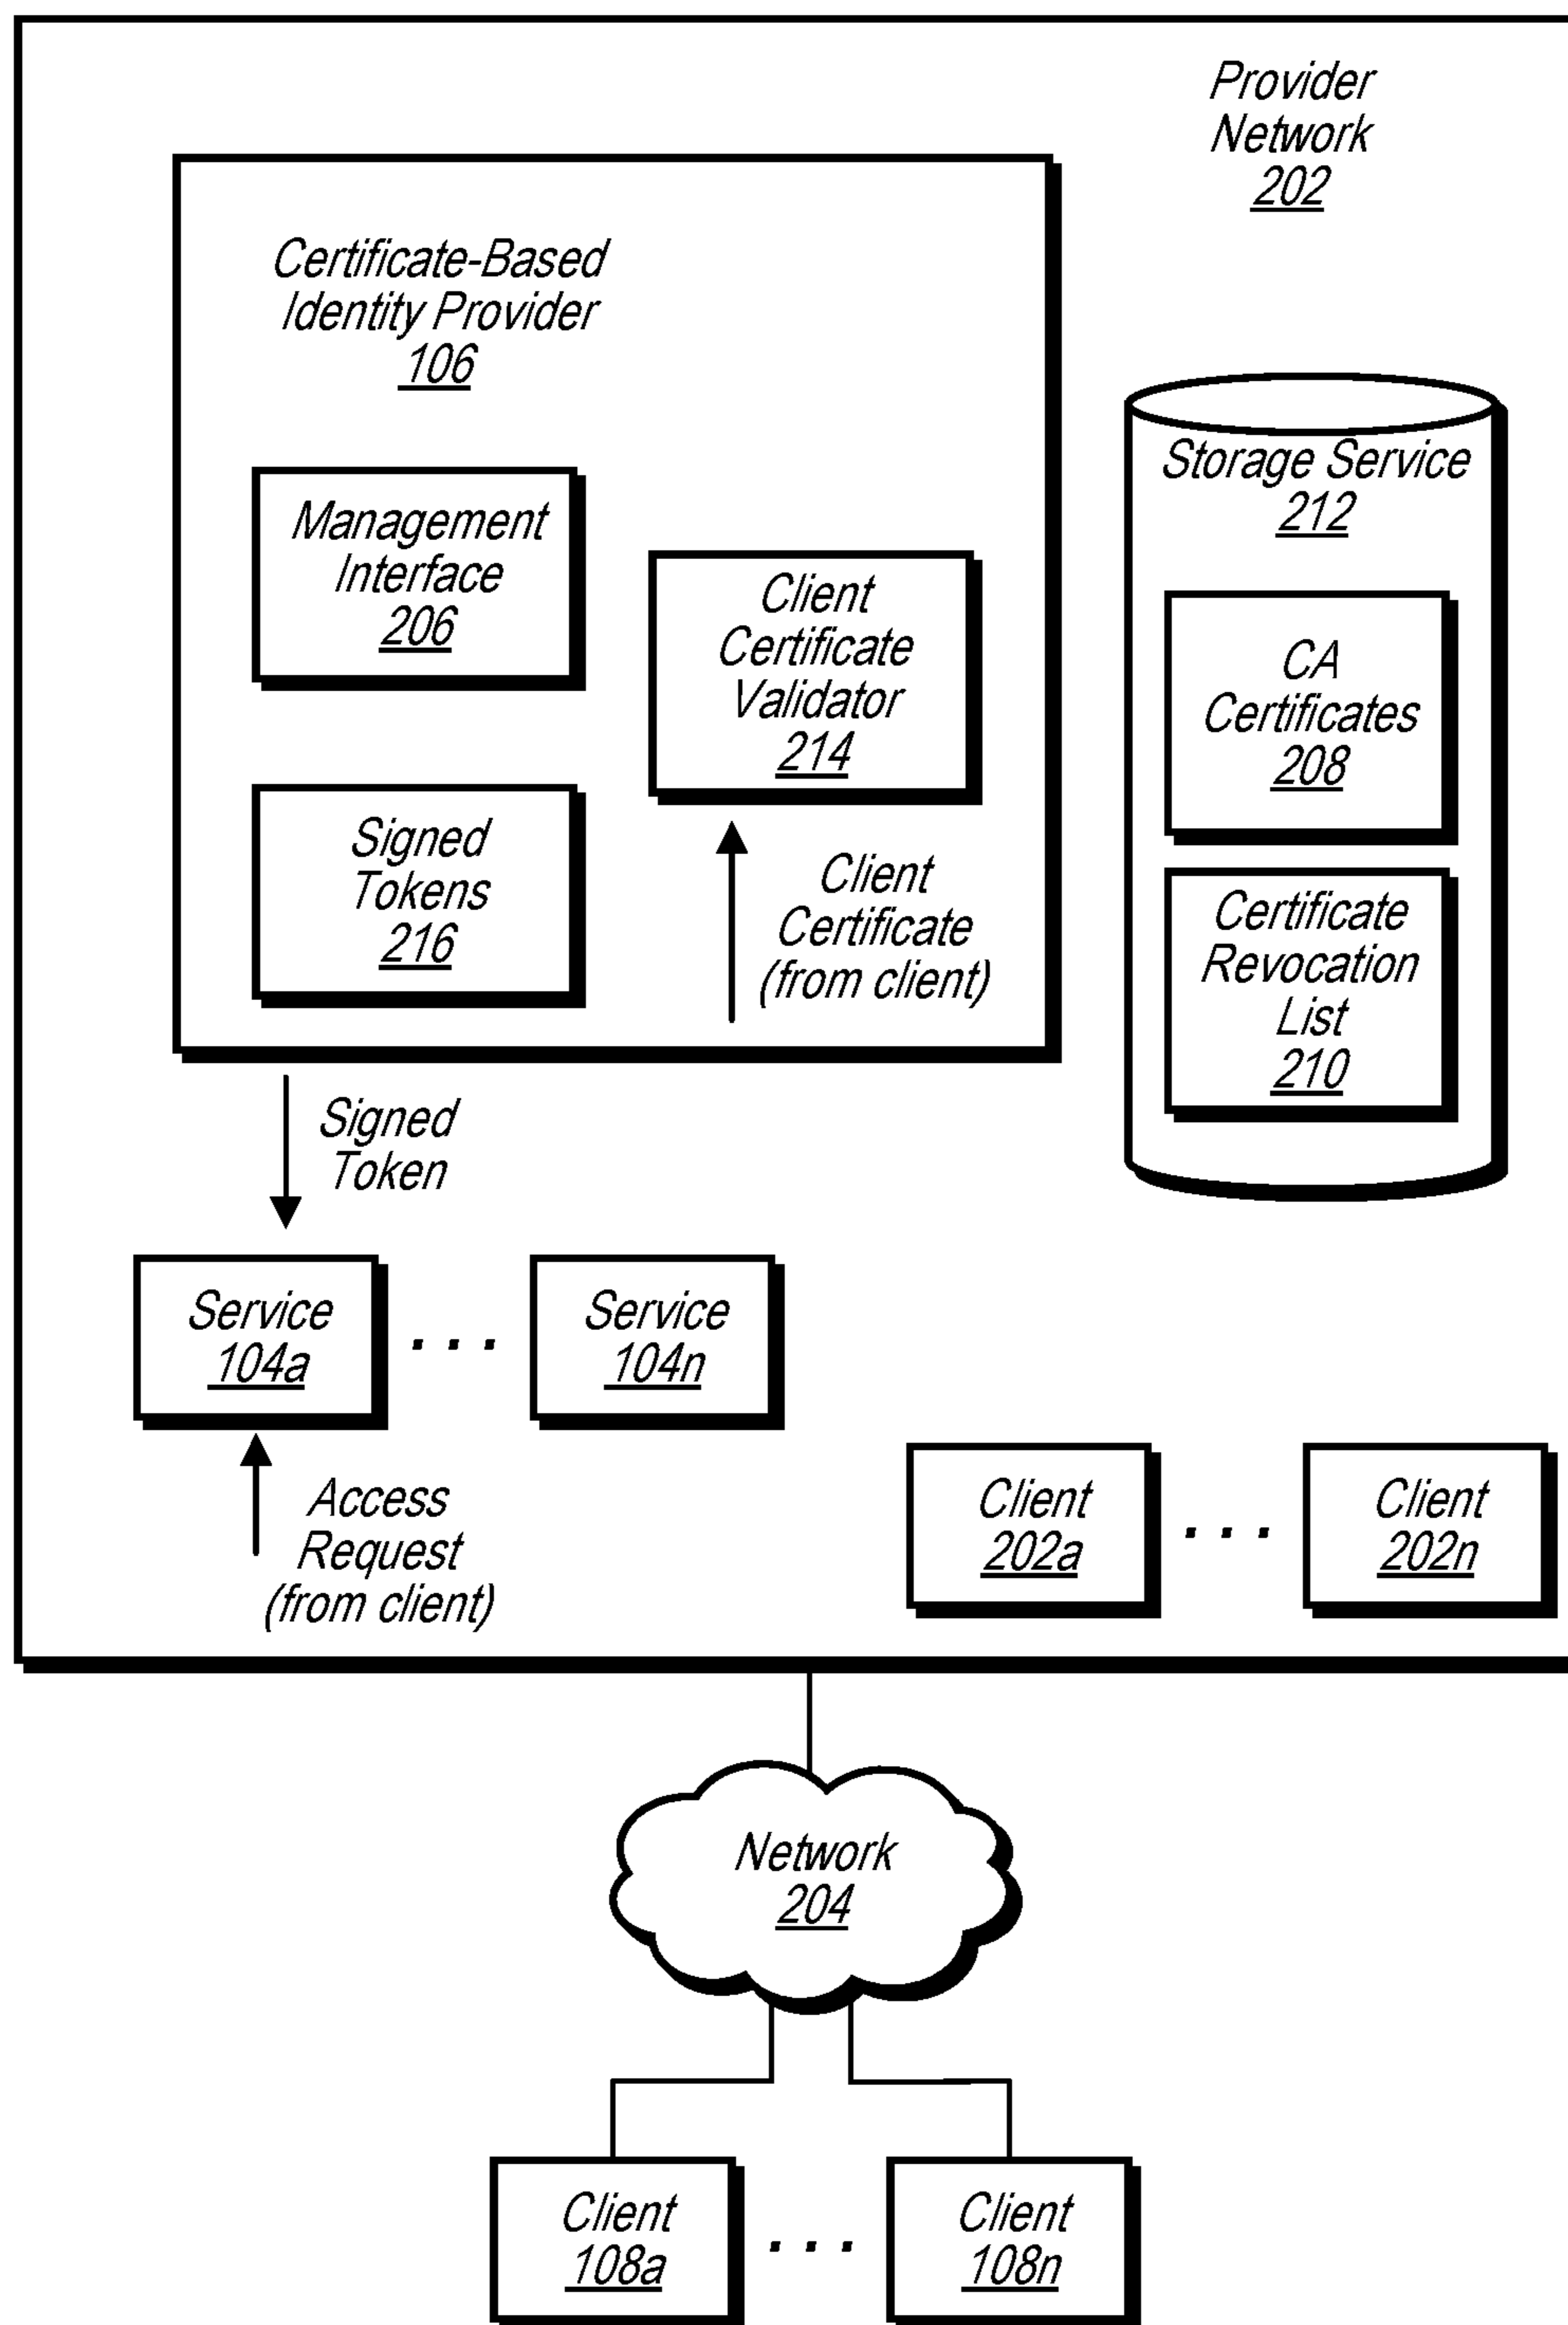 Provider
Network
202
Certificate-Based
Identity Provider
106
Storage Service
212
Management
Interface
206
Client
Certificate
Validator
214
CA
Certificates
208
Signed
Tokens
216
Client
Certificate
(from client)
Certificate
Revocation
List
210
Signed
Token
Service
104a
. . .
Service
104n
Access
Request
(from client)
Client
202a
. . .
Client
202n
Network
204
Client
108a
. . .
Client
108n